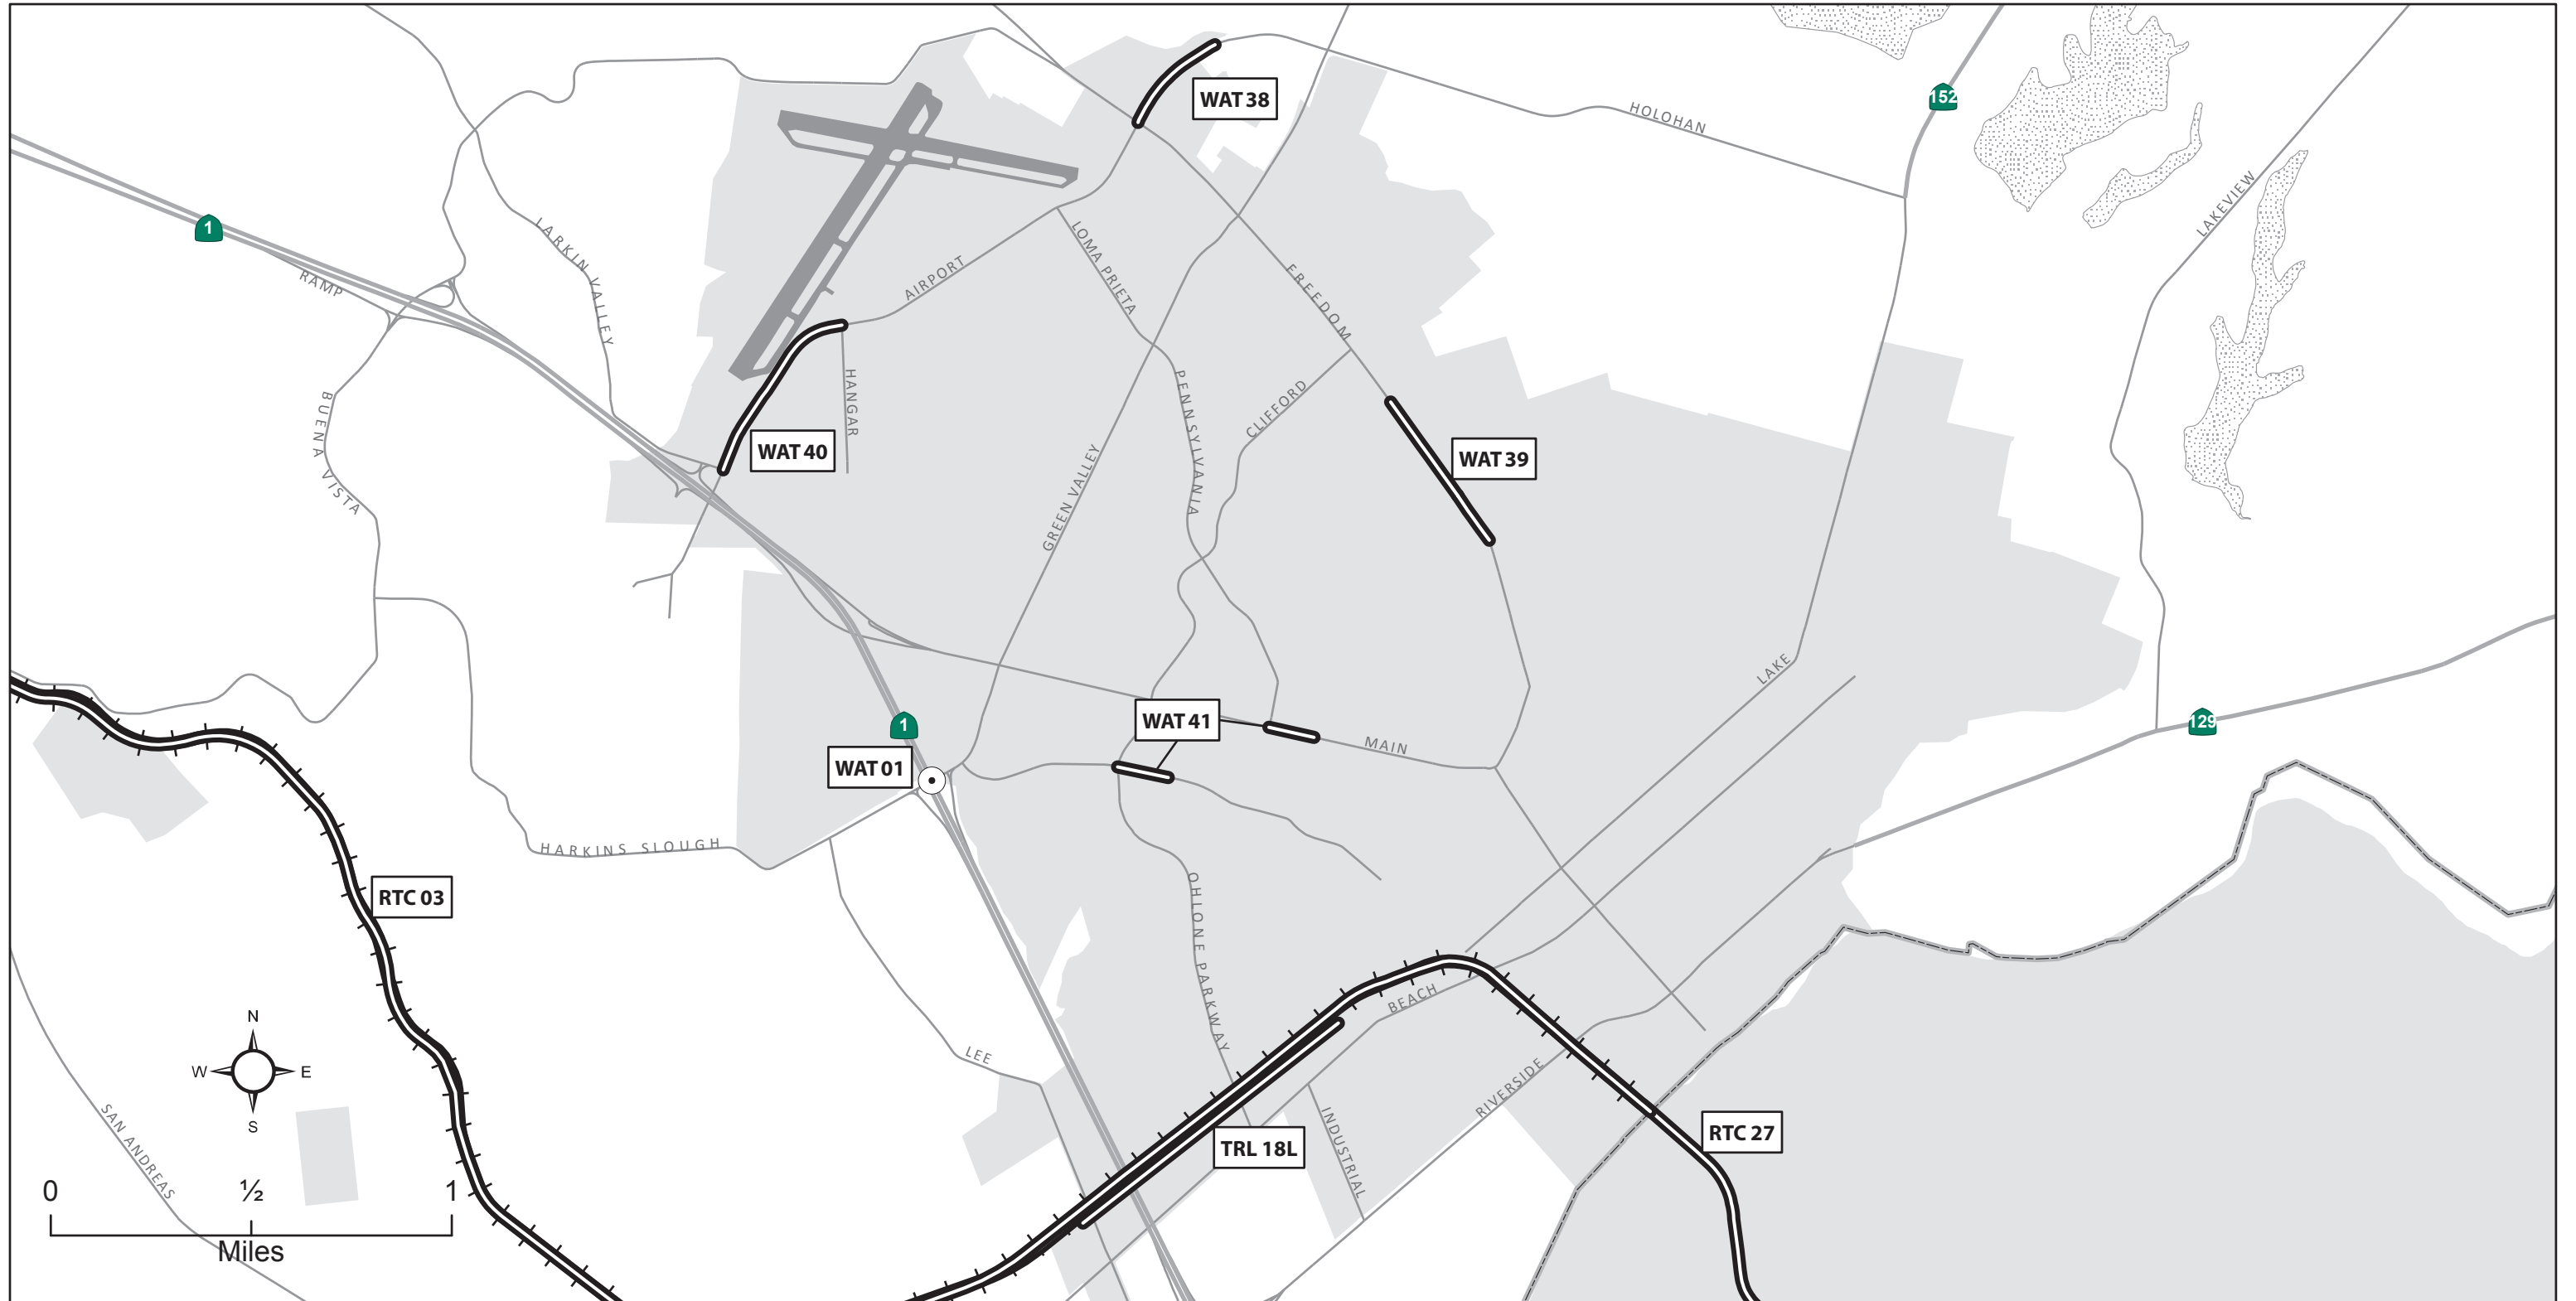 WAT 38
HOLOHAN
152
LAKEVIEW
1
RAMP
LARKIN VALLEY
AIRPORT
LOMA PRIETA
FREEDOM
HANGAR
BUENA VISTA
PENNSYLVANIA
CLIFFORD
WAT 40
GREEN VALLEY
WAT 39
LAKE
WAT 41
1
MAIN
129
WAT 01
HARKINS SLOUGH
RTC 03
OHLONE PARKWAY
BEACH
N
W
E
S
LEE
RIVERSIDE
SAN ANDREAS
INDUSTRIAL
TRL 18L
RTC 27
0 ½ 1
Miles